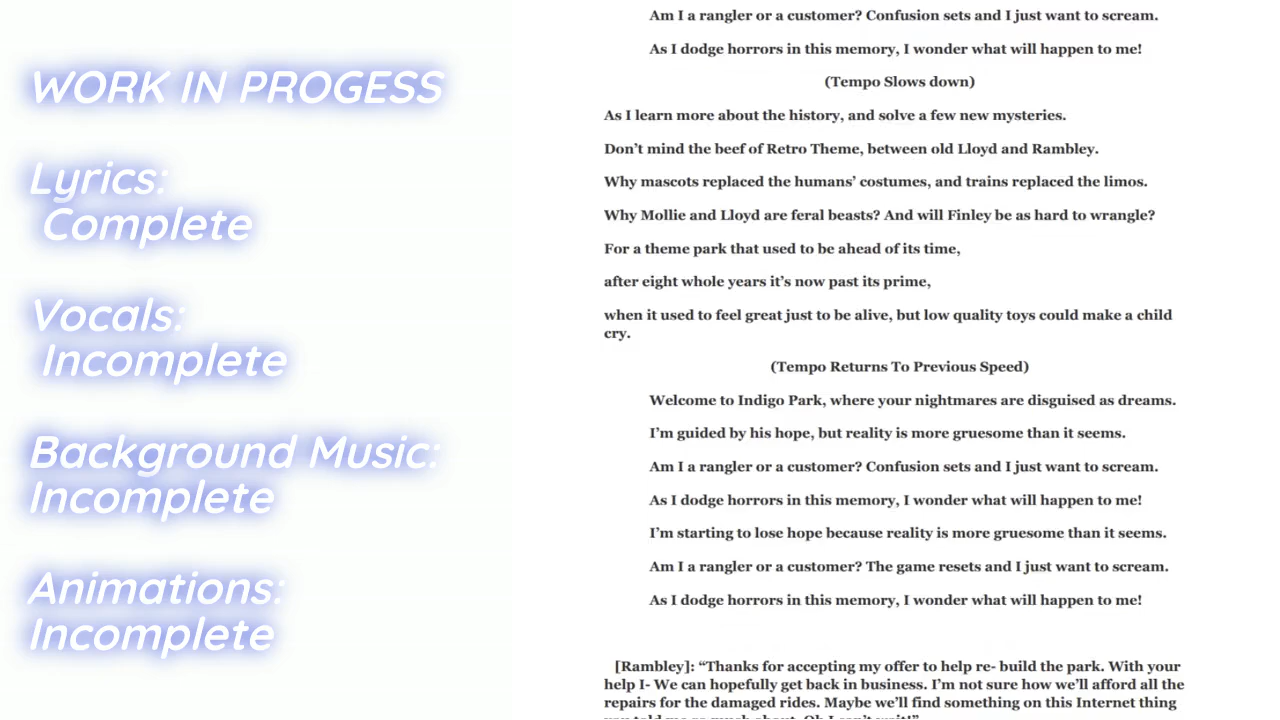 WORK IN PROGESS
Lyrics:
Complete
Vocals:
Incomplete
Background Music:
Incomplete
Animations:
Incomplete
Am I a rangler or a customer? Confusion sets and I just want to scream.
As I dodge horrors in this memory, I wonder what will happen to me!
(Tempo Slows down)
As I learn more about the history, and solve a few new mysteries.
Don’t mind the beef of Retro Theme, between old Lloyd and Rambley.
Why mascots replaced the humans’ costumes, and trains replaced the limos.
Why Mollie and Lloyd are feral beasts? And will Finley be as hard to wrangle?
For a theme park that used to be ahead of its time,
after eight whole years it’s now past its prime,
when it used to feel great just to be alive, but low quality toys could make a child
cry.
(Tempo Returns To Previous Speed)
Welcome to Indigo Park, where your nightmares are disguised as dreams.
I’m guided by his hope, but reality is more gruesome than it seems.
Am I a rangler or a customer? Confusion sets and I just want to scream.
As I dodge horrors in this memory, I wonder what will happen to me!
I’m starting to lose hope because reality is more gruesome than it seems.
Am I a rangler or a customer? The game resets and I just want to scream.
As I dodge horrors in this memory, I wonder what will happen to me!
[Rambley]: “Thanks for accepting my offer to help re- build the park. With your
help I- We can hopefully get back in business. I’m not sure how we’ll afford all the
repairs for the damaged rides. Maybe we’ll find something on this Internet thing
you told me so much about. Oh I can’t wait!”